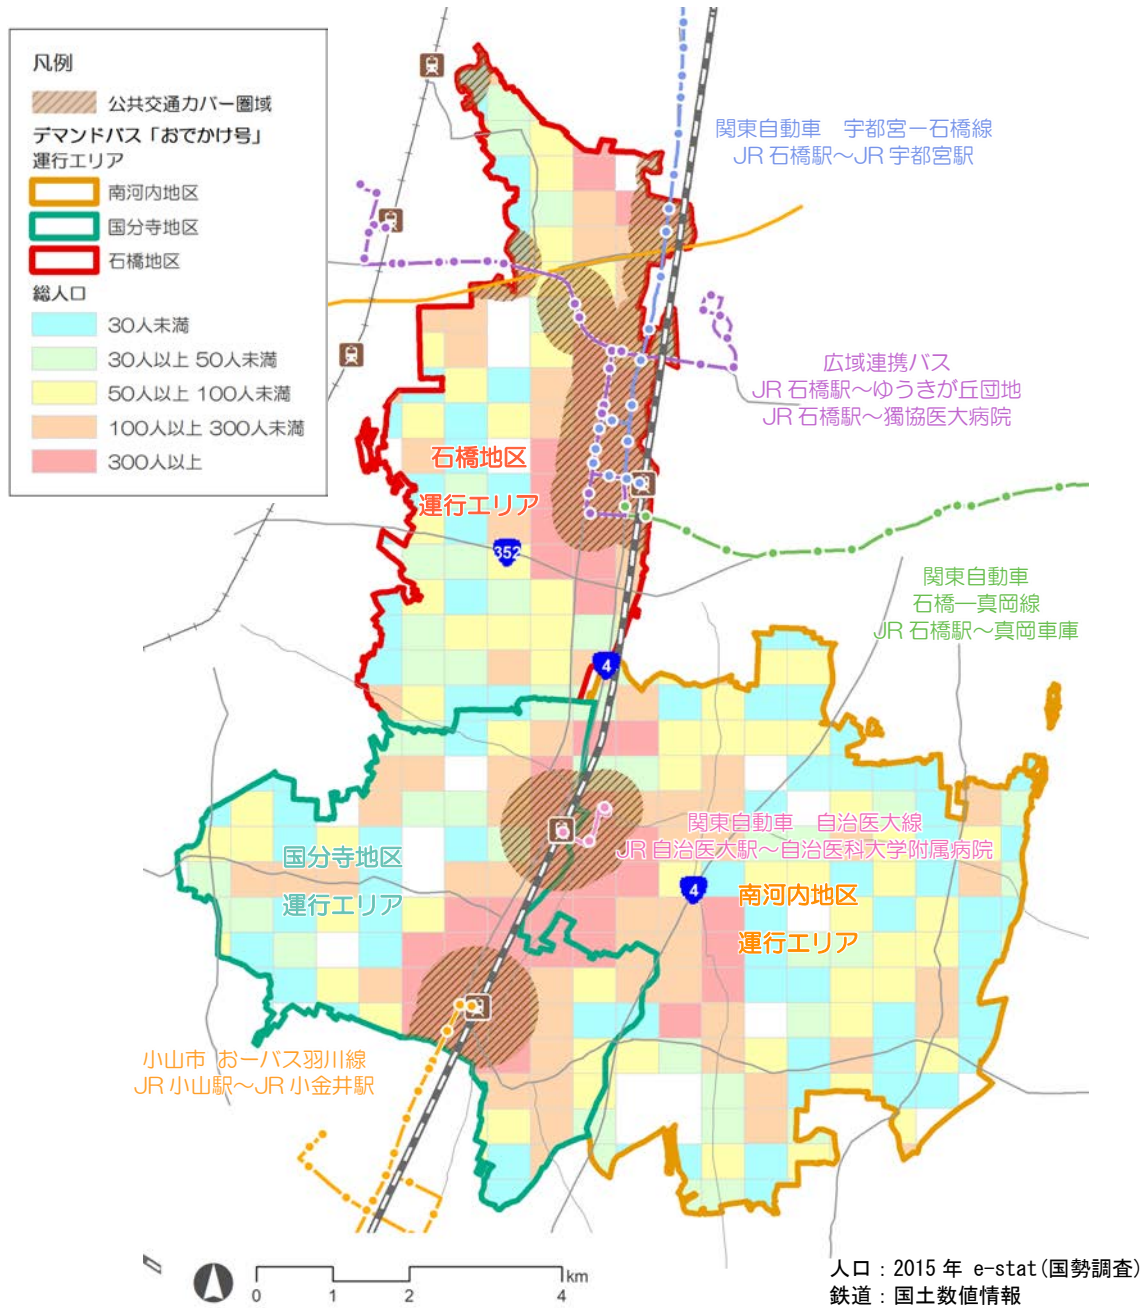 凡例
公共交通カバー圏域
デマンドバス「おでかけ号」
運行エリア
南河内地区
国分寺地区
石橋地区
総人口
30人未満
30人以上 50人未満
50人以上 100人未満
100人以上 300人未満
300人以上
関東自動車 宇都宮ー石橋線
JR 石橋駅～JR 宇都宮駅
広域連携バス
JR 石橋駅～ゆうきが丘団地
JR 石橋駅～獨協医大病院
石橋地区
運行エリア
352
関東自動車
石橋―真岡線
JR 石橋駅～真岡車庫
4
関東自動車 自治医大線
JR 自治医大駅～自治医科大学附属病院
国分寺地区
運行エリア
4
南河内地区
運行エリア
小山市 おーバス羽川線
JR 小山駅～JR 小金井駅
km
0 1 2 4
人口：2015 年 e-stat(国勢調査)
鉄道：国土数値情報